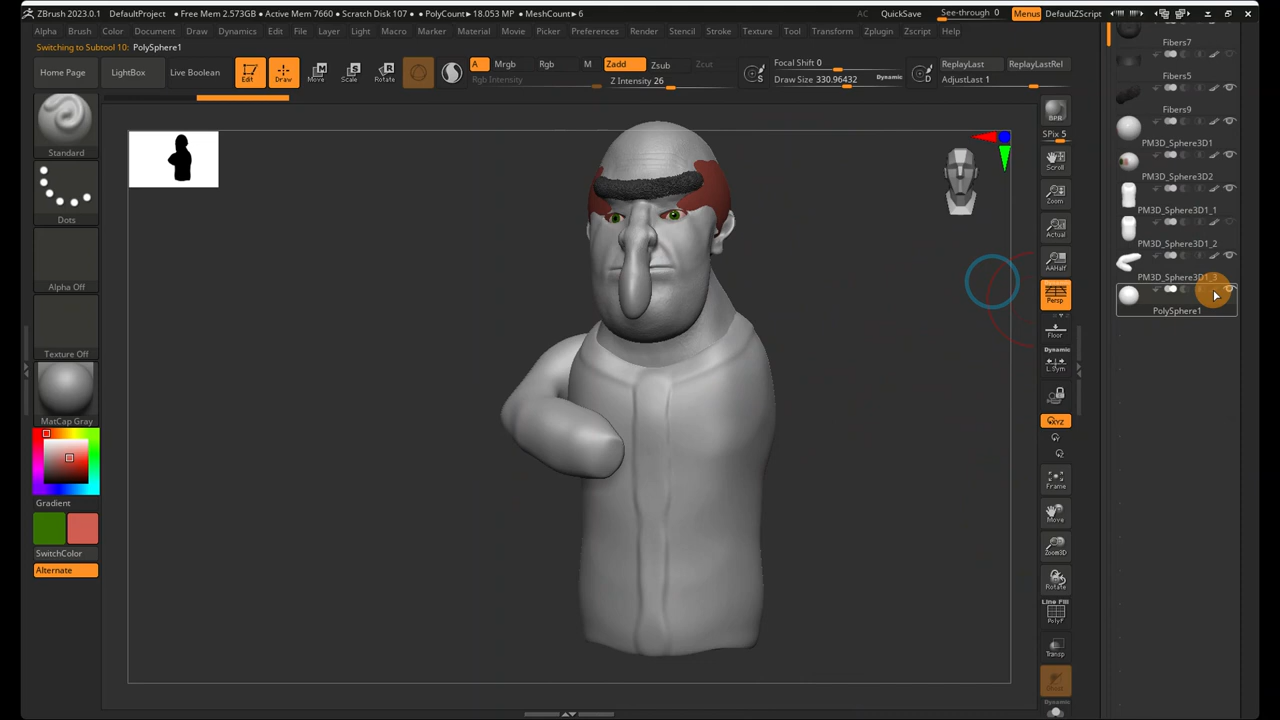 ZBrush 2023.0.1 DefaultProject • Free Mem 2.573GB • Active Mem 7660 • Scratch Disk 107 • PolyCount▸ 18.053 MP • MeshCount▸ 6 AC QuickSave See-through 0 Menus DefaultZScript
Alpha Brush Color Document Draw Dynamics Edit File Layer Light Macro Marker Material Movie Picker Preferences Render Stencil Stroke Texture Tool Transform Zplugin Zscript Help
Switching to Subtool 10: PolySphere1
Home Page LightBox Live Boolean Edit Draw Move Scale Rotate A Mrgb Rgb M Zadd Zsub Zcut Focal Shift 0 ReplayLast ReplayLastRel
Rgb Intensity Z Intensity 26 S Draw Size 330.96432 Dynamic D AdjustLast 1
Standard
Dots
Alpha Off
Texture Off
MatCap Gray
Gradient
SwitchColor
Alternate
BPR
SPix 5
Scroll
Zoom
Actual
AAHalf
Dynamic
Persp
Floor
Dynamic
L.Sym
XYZ
Frame
Move
Zoom3D
Rotate
Line Fill
PolyF
Transp
Ghost
Fibers7
Fibers5
Fibers9
PM3D_Sphere3D1
PM3D_Sphere3D2
PM3D_Sphere3D1_1
PM3D_Sphere3D1_2
PM3D_Sphere3D1_3
PolySphere1